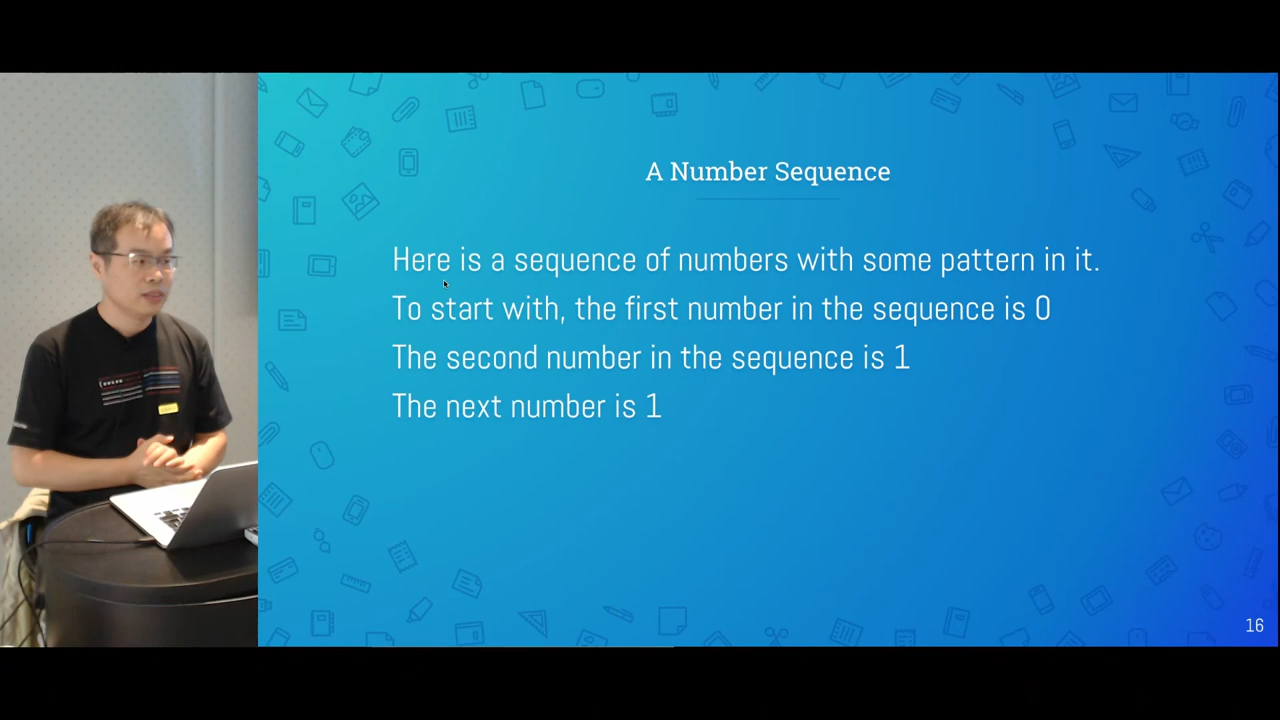 A Number Sequence
Here is a sequence of numbers with some pattern in it.
To start with, the first number in the sequence is 0
The second number in the sequence is 1
The next number is 1
16